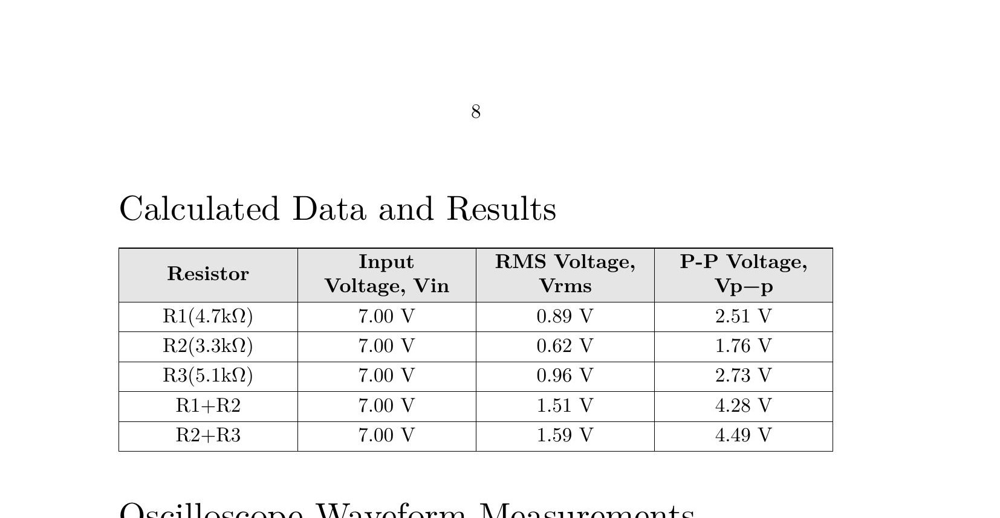 8
Calculated Data and Results
Resistor Input Voltage, Vin RMS Voltage, Vrms P-P Voltage, Vp−p
R1(4.7kΩ) 7.00 V 0.89 V 2.51 V
R2(3.3kΩ) 7.00 V 0.62 V 1.76 V
R3(5.1kΩ) 7.00 V 0.96 V 2.73 V
R1+R2 7.00 V 1.51 V 4.28 V
R2+R3 7.00 V 1.59 V 4.49 V
Oscilloscope Waveform Measurements